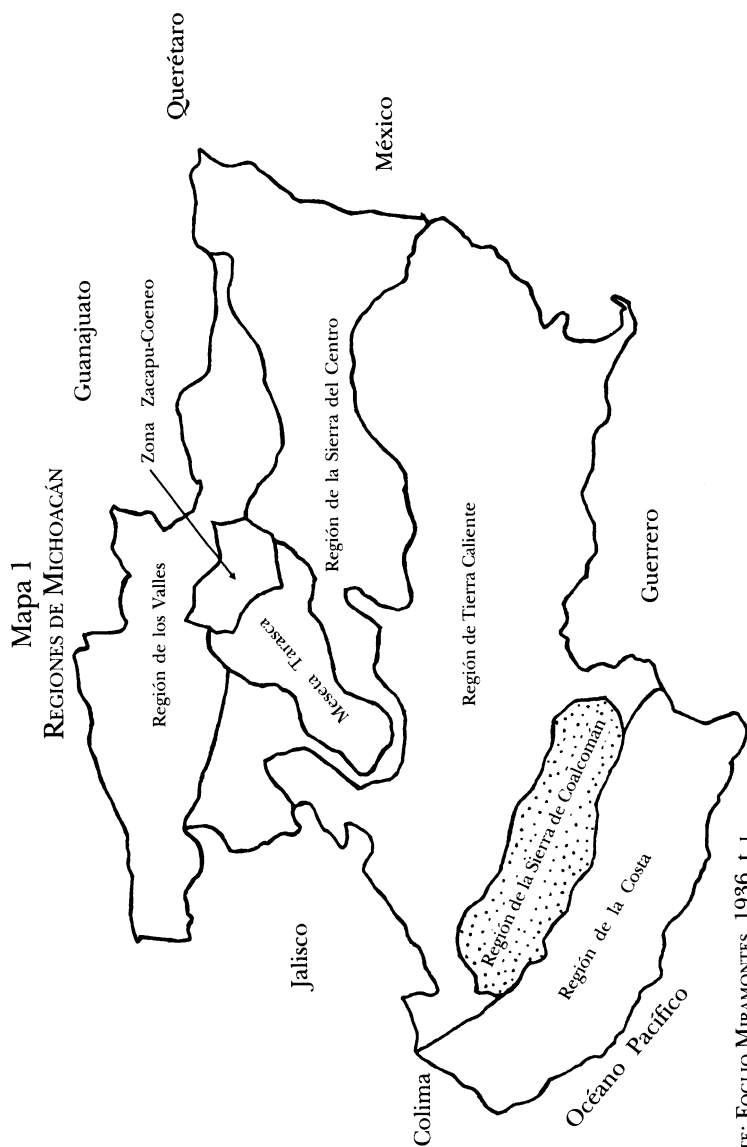 Mapa 1
REGIONES DE MICHOACÁN
Guanajuato
Querétaro
Región de los Valles
Zona Zacapu-Coeneo
México
Meseta Tarasca
Región de la Sierra del Centro
Jalisco
Región de Tierra Caliente
Colima
Región de la Sierra de Coalcomán
Región de la Costa
Guerrero
Océano Pacífico
TE: FOGLIO MIRAMONTES, 1936, t. I.